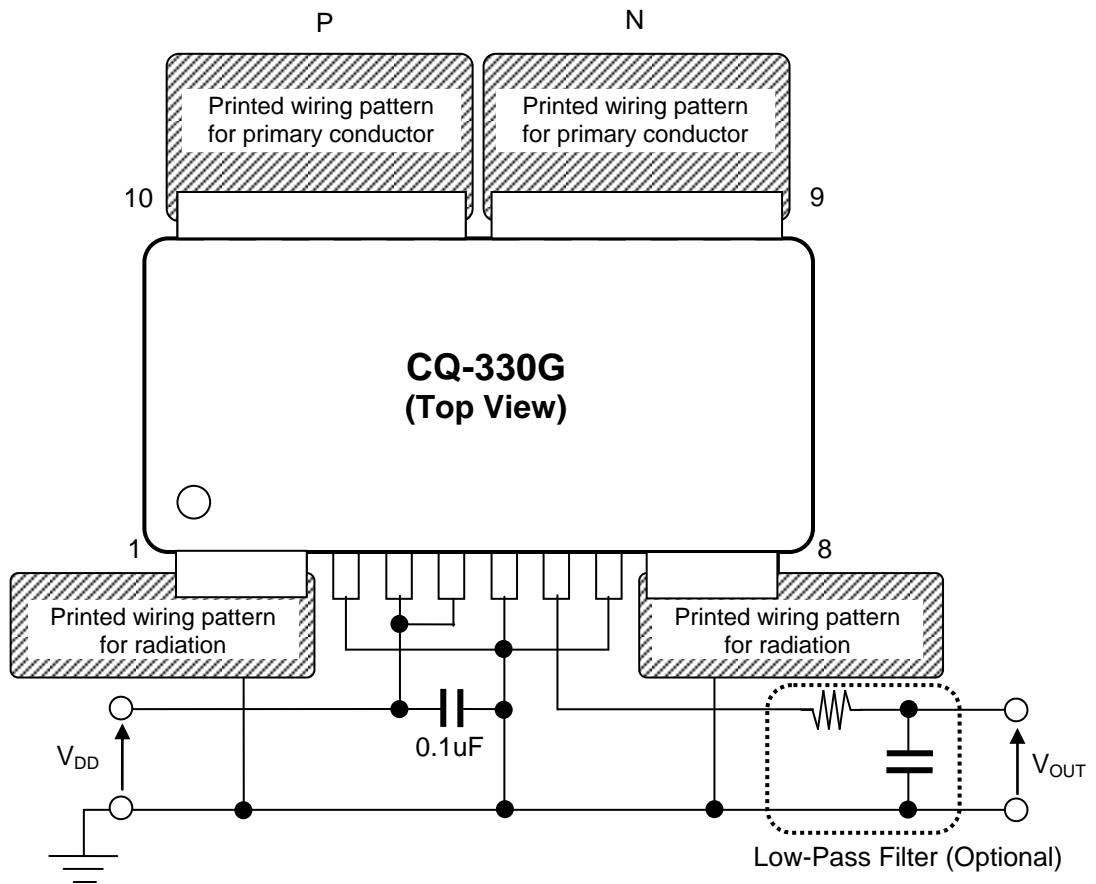 P
N
Printed wiring pattern
for primary conductor
Printed wiring pattern
for primary conductor
10
9
CQ-330G
(Top View)
1
8
Printed wiring pattern
for radiation
Printed wiring pattern
for radiation
0.1uF
VDD
VOUT
Low-Pass Filter (Optional)